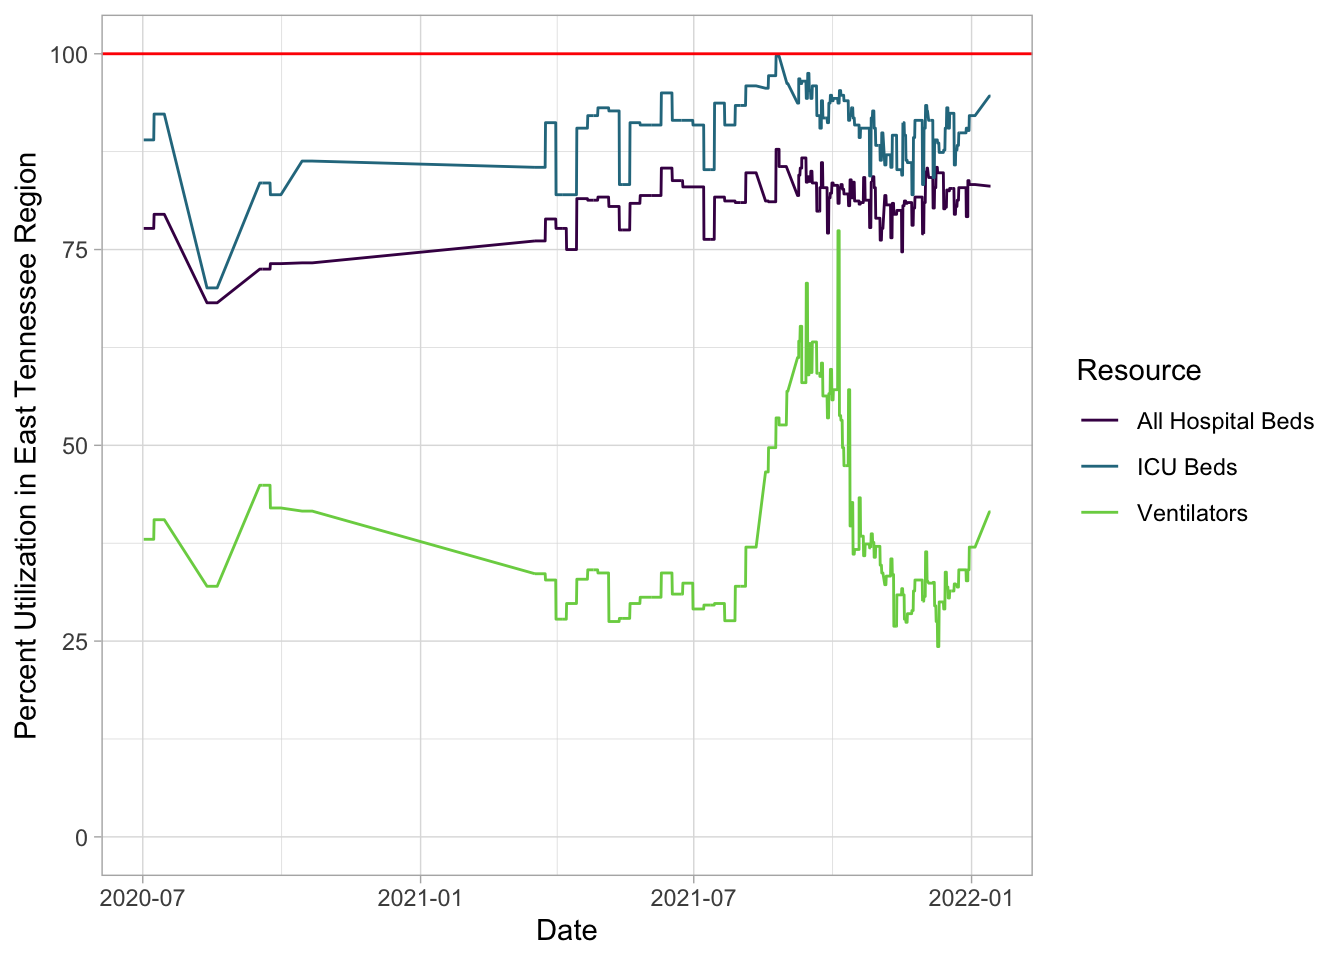 Percent Utilization in East Tennessee Region
100
75
50
25
0
2020-07
2021-01
2021-07
2022-01
Date
Resource
All Hospital Beds
ICU Beds
Ventilators